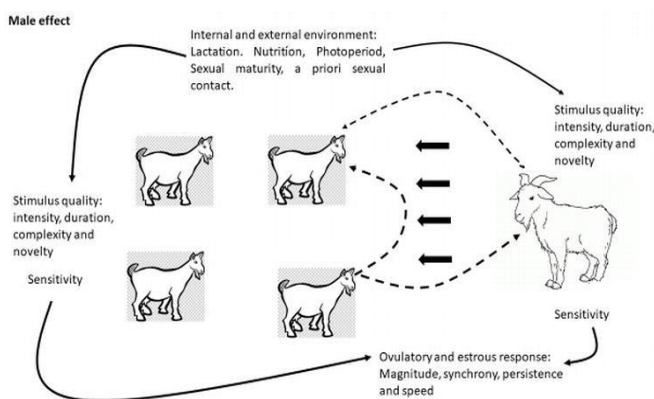 Male effect
Internal and external environment:
Lactation. Nutrition, Photoperiod,
Sexual maturity, a priori sexual
contact.
Stimulus quality:
intensity, duration,
complexity and
novelty
Sensitivity
Stimulus quality:
intensity, duration,
complexity and
novelty
Sensitivity
Ovulatory and estrous response:
Magnitude, synchrony, persistence
and speed